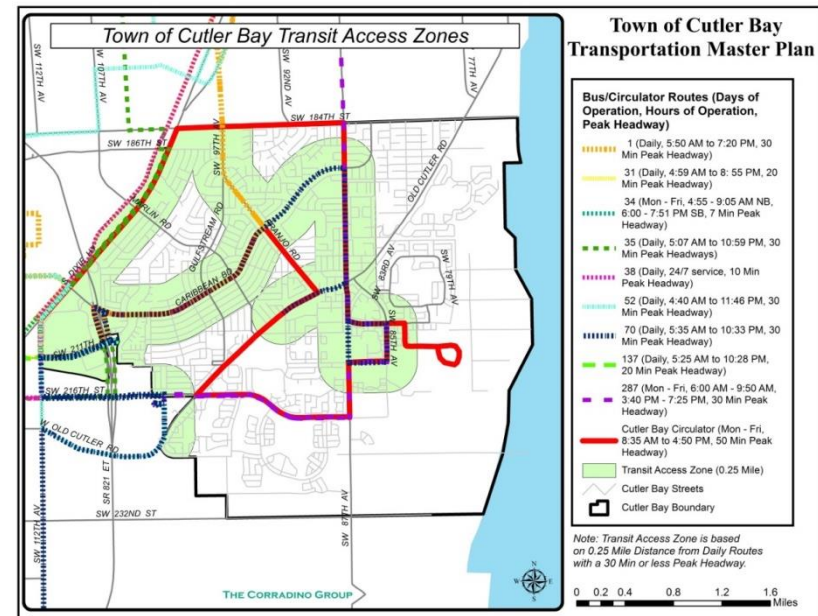 Town of Cutler Bay Transit Access Zones
SW 112TH AV
SW 107TH AV
SW 97TH AV
SW 92ND AV
77TH AV
SW 184TH ST
SW 186TH ST
OLD CUTLER RD
MARLIN RD
GULFSTREAM RD
FRANJO RD
CARIBBEAN BD
S DIXIE HY
SW 83RD AV
SW 79TH AV
SW 85TH AV
SW 211TH
SW 216TH ST
W OLD CUTLER RD
SR 821 ET
SW 112TH AV
SW 232ND ST
SW 87TH AV
THE CORRADINO GROUP
N
W
E
S
Town of Cutler Bay
Transportation Master Plan
Bus/Circulator Routes (Days of
Operation, Hours of Operation,
Peak Headway)
1 (Daily, 5:50 AM to 7:20 PM, 30
Min Peak Headway)
31 (Daily, 4:59 AM to 8: 55 PM, 20
Min Peak Headway)
34 (Mon - Fri, 4:55 - 9:05 AM NB,
6:00 - 7:51 PM SB, 7 Min Peak
Headway)
35 (Daily, 5:07 AM to 10:59 PM, 30
Min Peak Headways)
38 (Daily, 24/7 service, 10 Min
Peak Headway)
52 (Daily, 4:40 AM to 11:46 PM, 30
Min Peak Headway)
70 (Daily, 5:35 AM to 10:33 PM, 30
Min Peak Headway)
137 (Daily, 5:25 AM to 10:28 PM,
20 Min Peak Headway)
287 (Mon - Fri, 6:00 AM - 9:50 AM,
3:40 PM - 7:25 PM, 30 Min Peak
Headway)
Cutler Bay Circulator (Mon - Fri,
8:35 AM to 4:50 PM, 50 Min Peak
Headway)
Transit Access Zone (0.25 Mile)
Cutler Bay Streets
Cutler Bay Boundary
Note: Transit Access Zone is based
on 0.25 Mile Distance from Daily Routes
with a 30 Min or less Peak Headway.
0 0.2 0.4 0.8 1.2 1.6
Miles